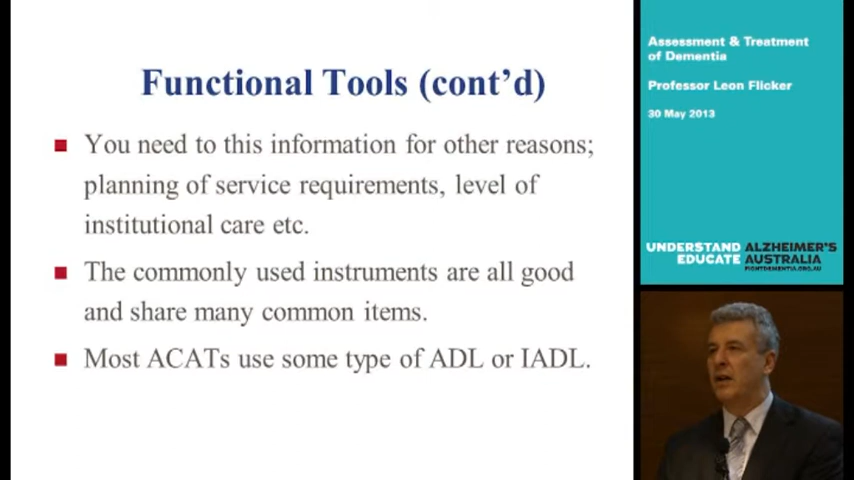 Functional Tools (cont'd)
You need to this information for other reasons;
planning of service requirements, level of
institutional care etc.
The commonly used instruments are all good
and share many common items.
Most ACATs use some type of ADL or IADL.
Assessment & Treatment
of Dementia
Professor Leon Flicker
30 May 2013
UNDERSTAND ALZHEIMER'S
EDUCATE AUSTRALIA
FIGHTDEMENTIA.ORG.AU